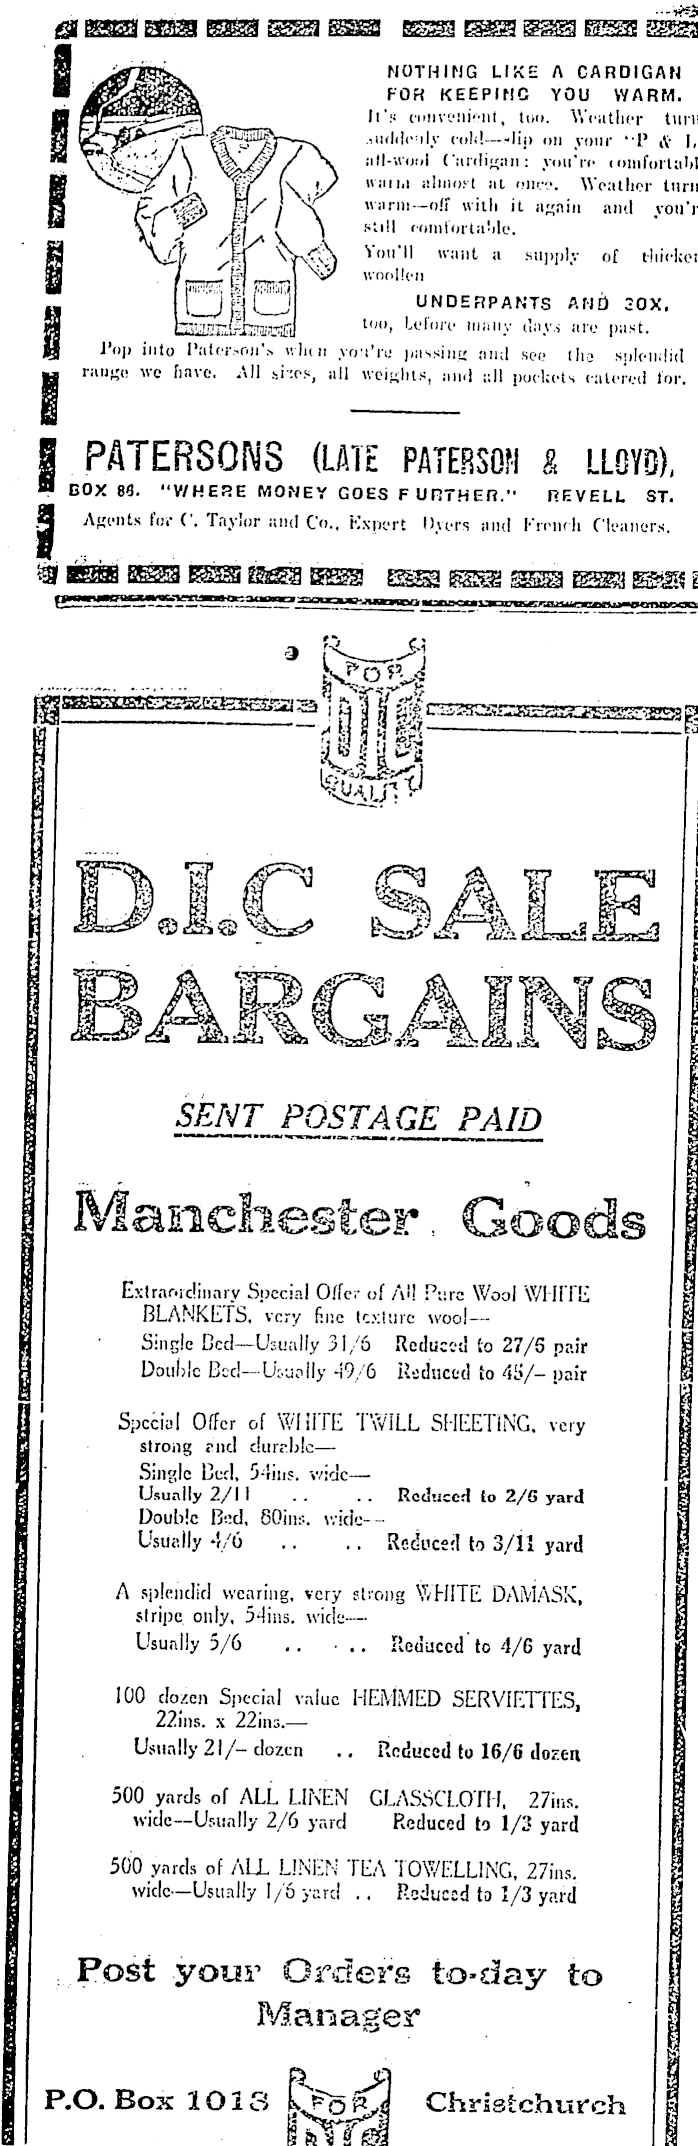 NOTHING LIKE A CARDIGAN
FOR KEEPING YOU WARM.
It's convenient, too. Weather turn
suddenly cold—slip on your "P & L
all-wool Cardigan: you're comfortabl
warm almost at once. Weather turn
warm—off with it again and you'r
still comfortable.
You'll want a supply of thicker
woollen
UNDERPANTS AND SOX,
too, before many days are past.
Pop into Paterson's when you're passing and see the splendid
range we have. All sizes, all weights, and all pockets catered for.
PATERSONS (LATE PATERSON & LLOYD),
BOX 86. "WHERE MONEY GOES FURTHER." REVELL ST.
Agents for C. Taylor and Co., Expert Dyers and French Cleaners.
FOR
DIC
QUALITY
D.I.C SALE
BARGAINS
SENT POSTAGE PAID
Manchester Goods
Extraordinary Special Offer of All Pure Wool WHITE
BLANKETS, very fine texture wool—
Single Bed—Usually 31/6 Reduced to 27/6 pair
Double Bed—Usually 49/6 Reduced to 45/- pair
Special Offer of WHITE TWILL SHEETING, very
strong and durable—
Single Bed, 54ins. wide—
Usually 2/11 .. .. Reduced to 2/6 yard
Double Bed, 80ins. wide—
Usually 4/6 .. .. Reduced to 3/11 yard
A splendid wearing, very strong WHITE DAMASK,
stripe only, 54ins. wide—
Usually 5/6 .. .. Reduced to 4/6 yard
100 dozen Special value HEMMED SERVIETTES,
22ins. x 22ins.—
Usually 21/- dozen .. Reduced to 16/6 dozen
500 yards of ALL LINEN GLASSCLOTH, 27ins.
wide—Usually 2/6 yard Reduced to 1/3 yard
500 yards of ALL LINEN TEA TOWELLING, 27ins.
wide—Usually 1/6 yard .. Reduced to 1/3 yard
Post your Orders to-day to
Manager
P.O. Box 1018 FOR Christchurch
DIC